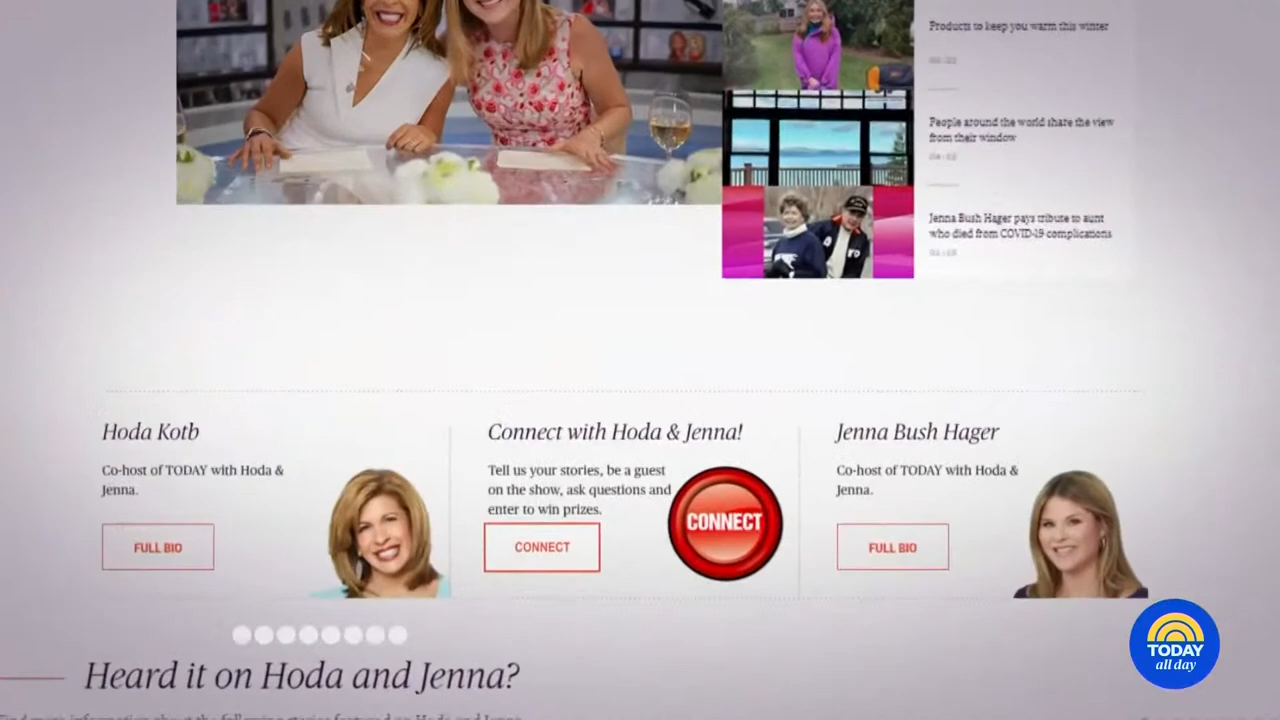 Products to keep you warm this winter
People around the world share the view
from their window
Jenna Bush Hager pays tribute to aunt
who died from COVID-19 complications
Hoda Kotb
Co-host of TODAY with Hoda &
Jenna.
FULL BIO
Connect with Hoda & Jenna!
Tell us your stories, be a guest
on the show, ask questions and
enter to win prizes.
CONNECT
CONNECT
Jenna Bush Hager
Co-host of TODAY with Hoda &
Jenna.
FULL BIO
TODAY
all day
Heard it on Hoda and Jenna?